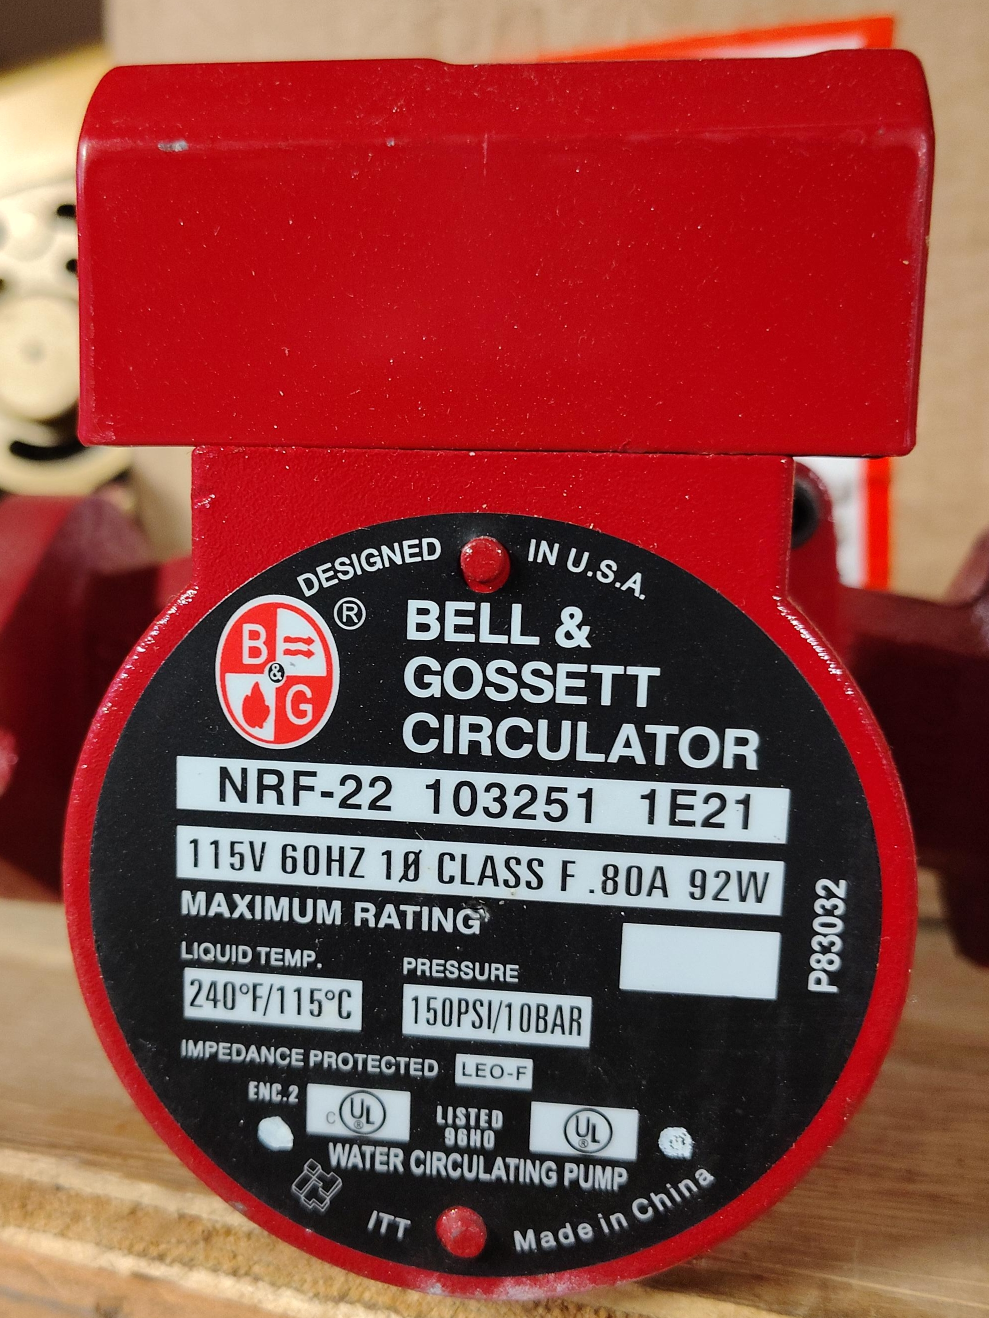 DESIGNED IN U.S.A.
B & G ®
BELL &
GOSSETT
CIRCULATOR
NRF-22 103251 1E21
115V 60HZ 1Ø CLASS F .80A 92W
MAXIMUM RATING
P83032
LIQUID TEMP. PRESSURE
240°F/115°C 150PSI/10BAR
IMPEDANCE PROTECTED LEO-F
ENC.2 C UL ® LISTED UL ®
96HO
WATER CIRCULATING PUMP
ITT Made in China